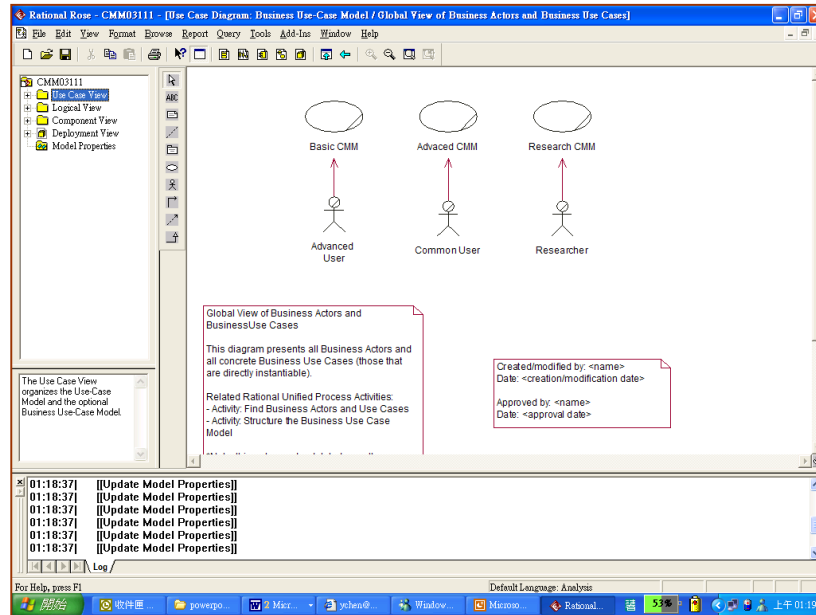 Rational Rose - CMM03111 - [Use Case Diagram: Business Use-Case Model / Global View of Business Actors and Business Use Cases]
File Edit View Format Browse Report Query Tools Add-Ins Window Help
CMM03111
Use Case View
Logical View
Component View
Deployment View
Model Properties
ABC
Basic CMM
Advaced CMM
Research CMM
Advanced
User
Common User
Researcher
Global View of Business Actors and
BusinessUse Cases
This diagram presents all Business Actors and
all concrete Business Use Cases (those that
are directly instantiable).
Related Rational Unified Process Activities:
- Activity: Find Business Actors and Use Cases
- Activity: Structure the Business Use Case
Model
Created/modified by: <name>
Date: <creation/modification date>
Approved by: <name>
Date: <approval date>
The Use Case View
organizes the Use-Case
Model and the optional
Business Use-Case Model.
01:18:37| [[Update Model Properties]]
01:18:37| [[Update Model Properties]]
01:18:37| [[Update Model Properties]]
01:18:37| [[Update Model Properties]]
01:18:37| [[Update Model Properties]]
01:18:37| [[Update Model Properties]]
Log
For Help, press F1
Default Language: Analysis
開始
收件匣 ...
powerpo...
2 Micr...
ychen@...
Window...
Microso...
Rational...
53%
上午 01:19